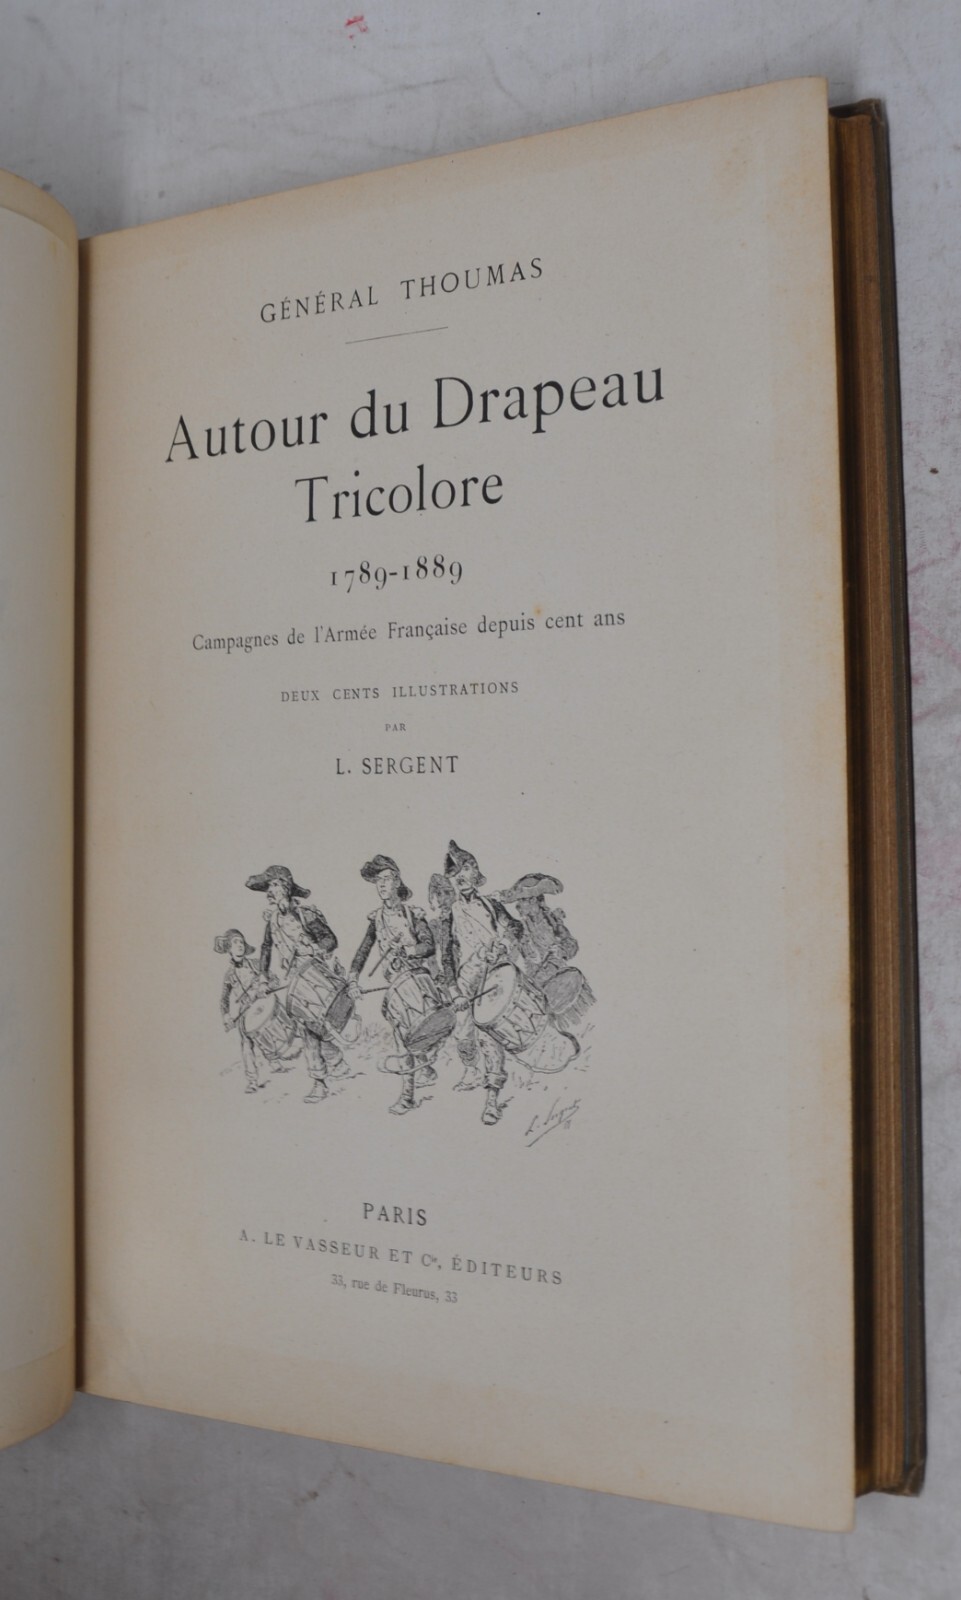 GÉNÉRAL THOUMAS
Autour du Drapeau
Tricolore
1789-1889
Campagnes de l'Armée Française depuis cent ans
DEUX CENTS ILLUSTRATIONS
PAR
L. SERGENT
L. Sergent
PARIS
A. LE VASSEUR ET Cie, ÉDITEURS
33, rue de Fleurus, 33